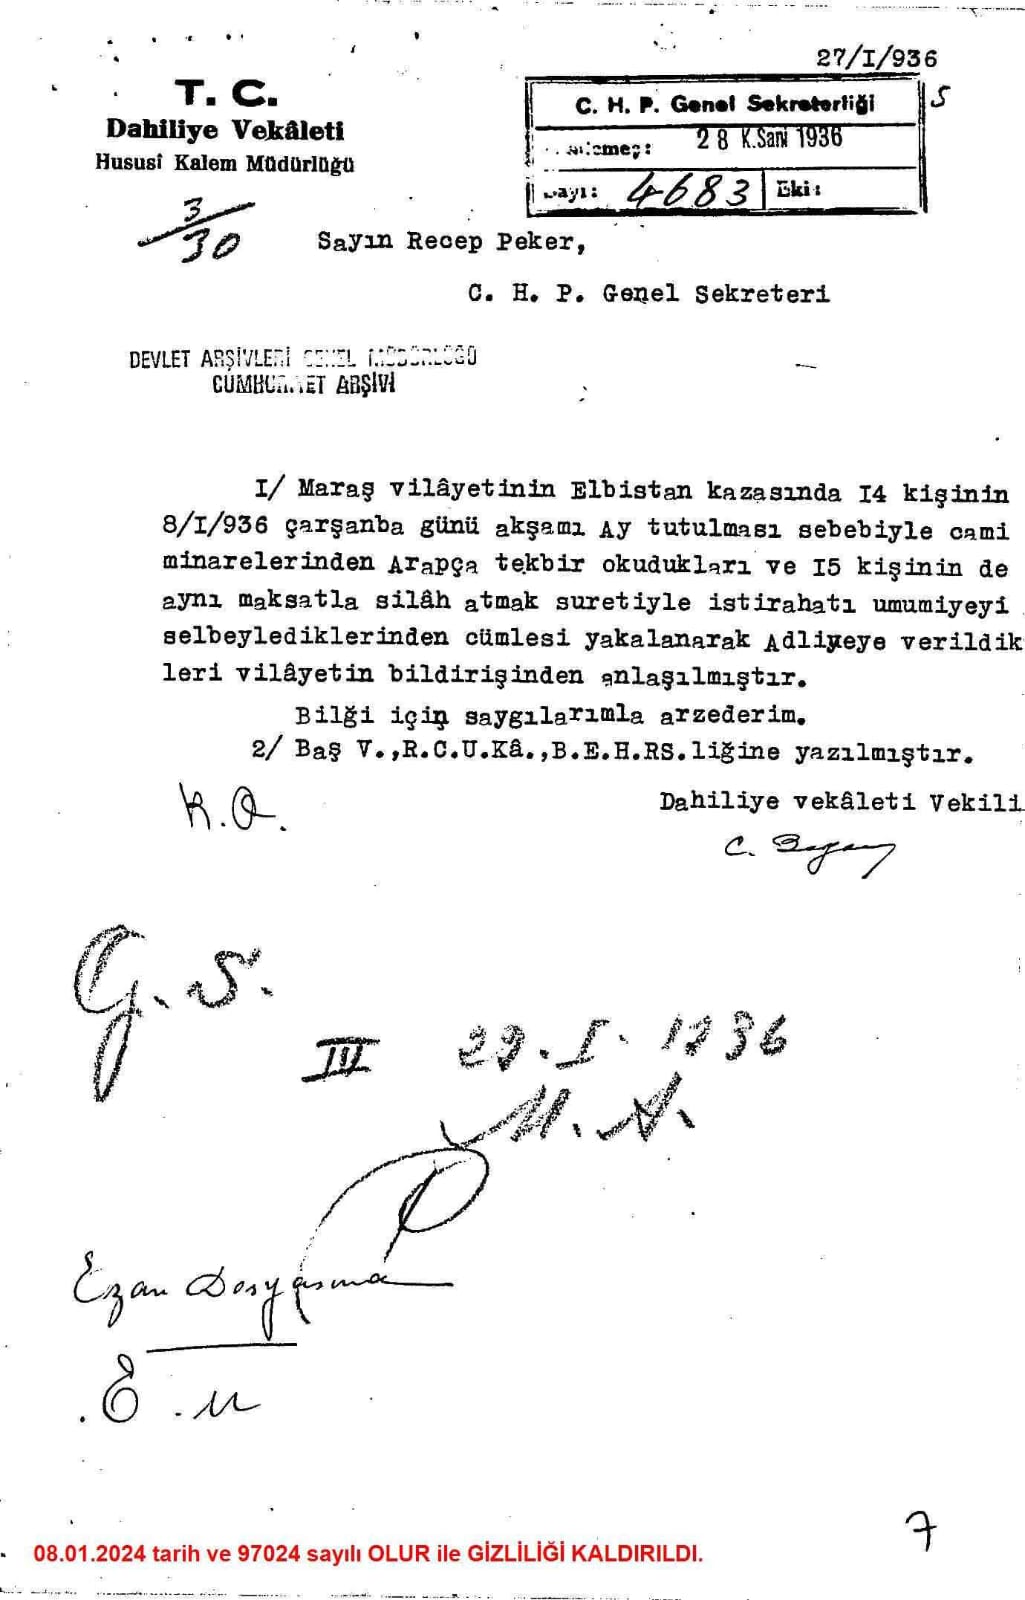 27/I/936
T. C.
Dahiliye Vekâleti
Hususî Kalem Müdürlüğü
C. H. P. Genel Sekreterliği
5
28 K.Sani 1936
Sayı: 4683 Eki:
3/30
Sayın Recep Peker,
C. H. P. Genel Sekreteri
DEVLET ARŞİVLERİ GENEL MÜDÜRLÜĞÜ
CUMHURİYET ARŞİVİ
I/ Maraş vilâyetinin Elbistan kazasında I4 kişinin
8/I/936 çarşanba günü akşamı Ay tutulması sebebiyle cami
minarelerinden Arapça tekbir okudukları ve I5 kişinin de
aynı maksatla silâh atmak suretiyle istirahatı umumiyeyi
selbeylediklerinden cümlesi yakalanarak Adliyeye verildik
leri vilâyetin bildirişinden anlaşılmıştır.
Bilği için saygılarımla arzederim.
2/ Baş V.,R.C.U.Kâ.,B.E.H.RS.liğine yazılmıştır.
Dahiliye vekâleti Vekili
K.Ö.
G. S.
III 29.I.1936
Ezan Dosyasına
7
08.01.2024 tarih ve 97024 sayılı OLUR ile GİZLİLİĞİ KALDIRILDI.